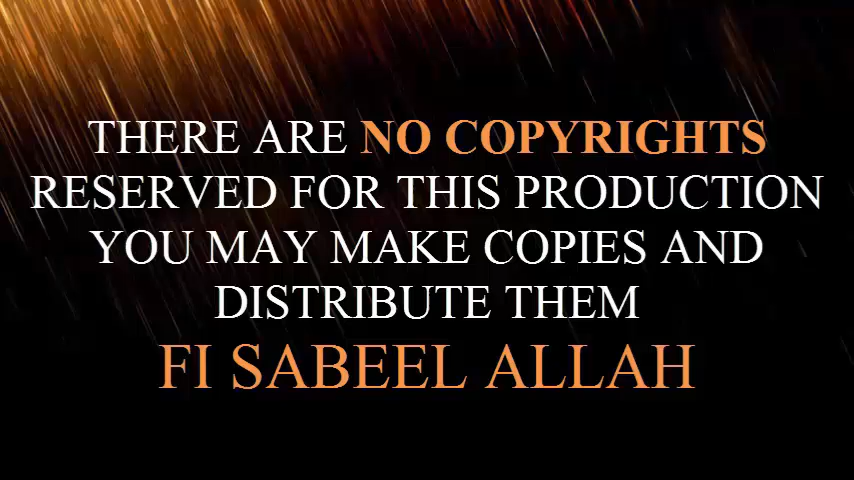 THERE ARE NO COPYRIGHTS
RESERVED FOR THIS PRODUCTION
YOU MAY MAKE COPIES AND
DISTRIBUTE THEM
FI SABEEL ALLAH